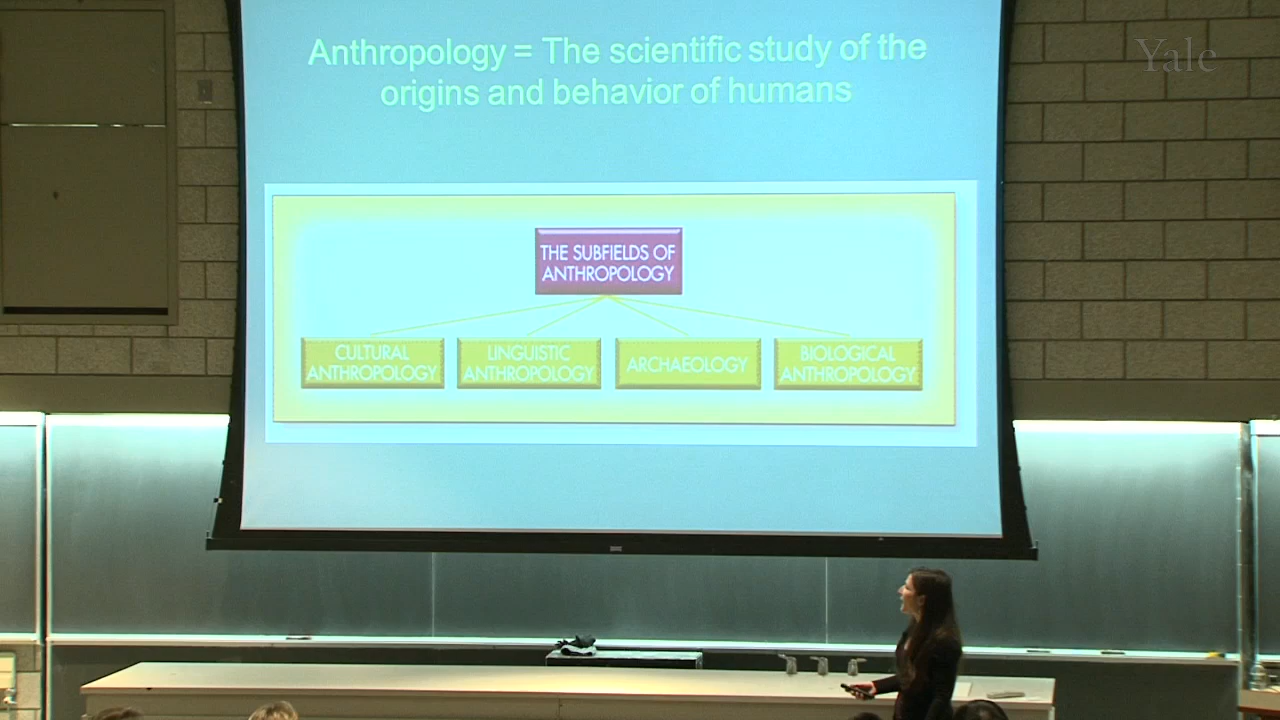 Yale
Anthropology = The scientific study of the
origins and behavior of humans
THE SUBFIELDS OF
ANTHROPOLOGY
CULTURAL
ANTHROPOLOGY
LINGUISTIC
ANTHROPOLOGY
ARCHAEOLOGY
BIOLOGICAL
ANTHROPOLOGY